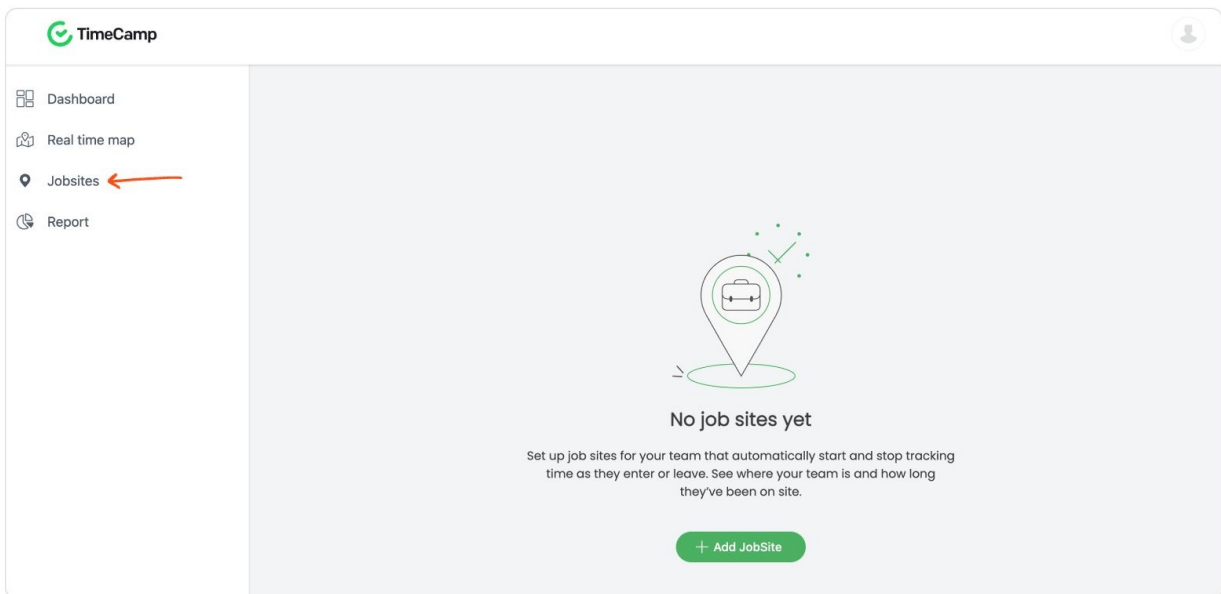 TimeCamp
Dashboard
Real time map
Jobsites
Report
No job sites yet
Set up job sites for your team that automatically start and stop tracking
time as they enter or leave. See where your team is and how long
they've been on site.
+ Add JobSite